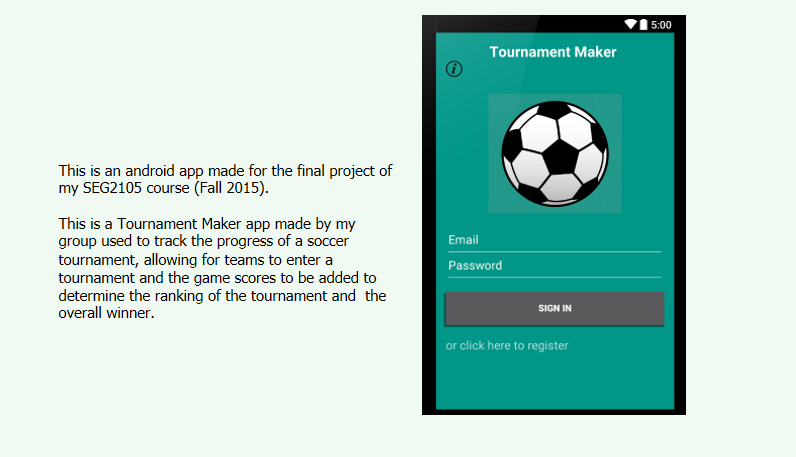 This is an android app made for the final project of
my SEG2105 course (Fall 2015).
This is a Tournament Maker app made by my
group used to track the progress of a soccer
tournament, allowing for teams to enter a
tournament and the game scores to be added to
determine the ranking of the tournament and  the
overall winner.
5:00
Tournament Maker
i
Email
Password
SIGN IN
or click here to register